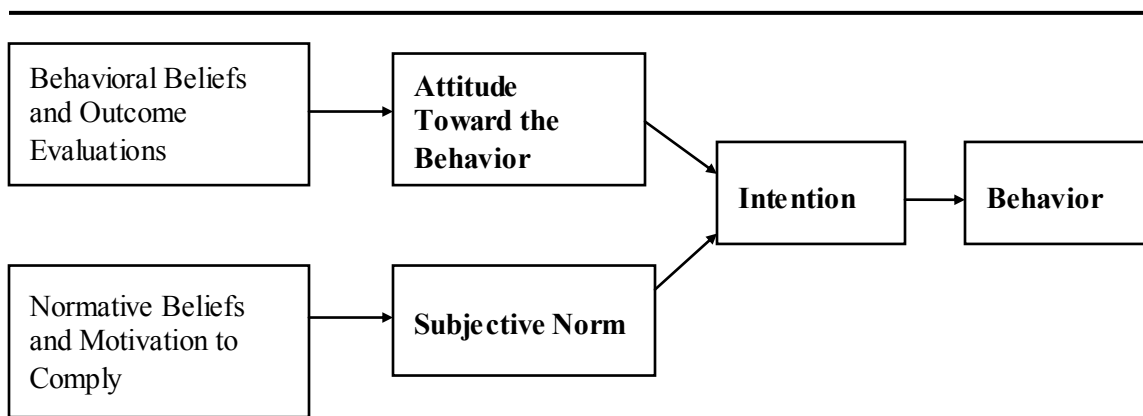 Behavioral Beliefs
and Outcome
Evaluations
Attitude
Toward the
Behavior
Intention
Behavior
Normative Beliefs
and Motivation to
Comply
Subjective Norm